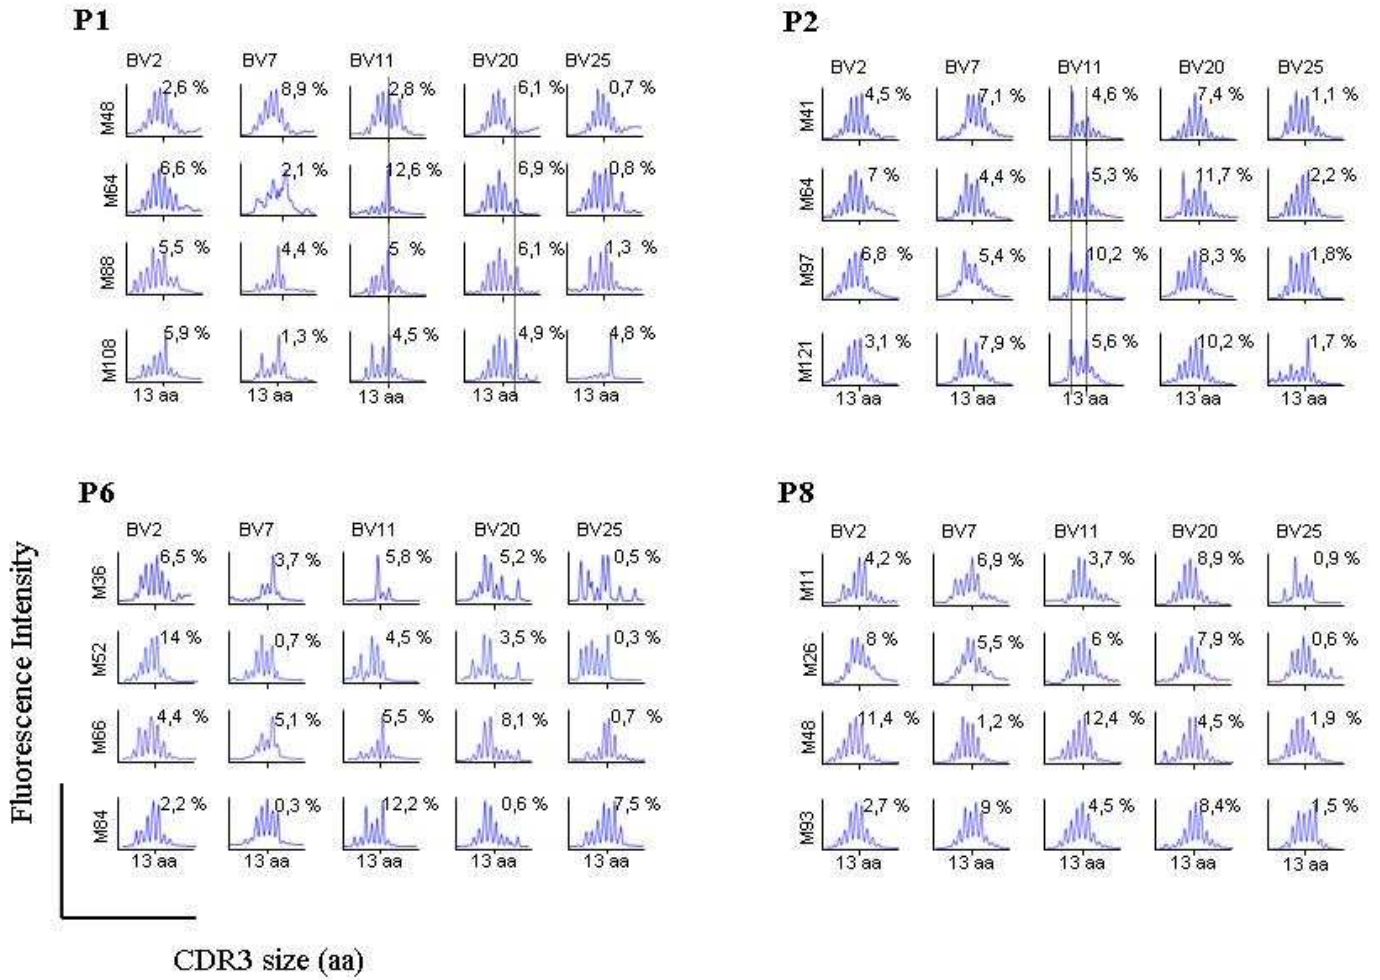 P1
BV2 BV7 BV11 BV20 BV25
M48 2,6 % 8,9 % 2,8 % 6,1 % 0,7 %
M64 6,6 % 2,1 % 12,6 % 6,9 % 0,8 %
M88 5,5 % 4,4 % 5 % 6,1 % 1,3 %
M108 5,9 % 1,3 % 4,5 % 4,9 % 4,8 %
13 aa 13 aa 13 aa 13 aa 13 aa
P2
BV2 BV7 BV11 BV20 BV25
M41 4,5 % 7,1 % 4,6 % 7,4 % 1,1 %
M64 7 % 4,4 % 5,3 % 11,7 % 2,2 %
M97 6,8 % 5,4 % 10,2 % 8,3 % 1,8%
M121 3,1 % 7,9 % 5,6 % 10,2 % 1,7 %
13 aa 13 aa 13 aa 13 aa 13 aa
P6
BV2 BV7 BV11 BV20 BV25
M36 6,5 % 3,7 % 5,8 % 5,2 % 0,5 %
M52 14 % 0,7 % 4,5 % 3,5 % 0,3 %
M66 4,4 % 5,1 % 5,5 % 8,1 % 0,7 %
M84 2,2 % 0,3 % 12,2 % 0,6 % 7,5 %
13 aa 13 aa 13 aa 13 aa 13 aa
P8
BV2 BV7 BV11 BV20 BV25
M11 4,2 % 6,9 % 3,7 % 8,9 % 0,9 %
M26 8 % 5,5 % 6 % 7,9 % 0,6 %
M48 11,4 % 1,2 % 12,4 % 4,5 % 1,9 %
M93 2,7 % 9 % 4,5 % 8,4% 1,5 %
13 aa 13 aa 13 aa 13 aa 13 aa
Fluorescence Intensity
CDR3 size (aa)